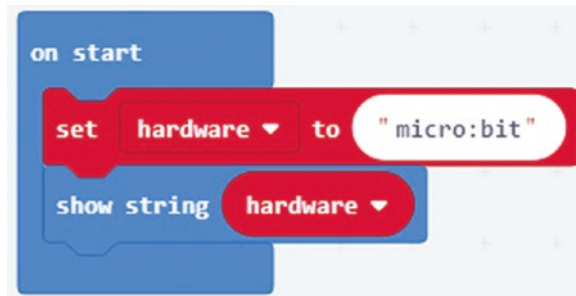 on start
set hardware to "micro:bit"
show string hardware